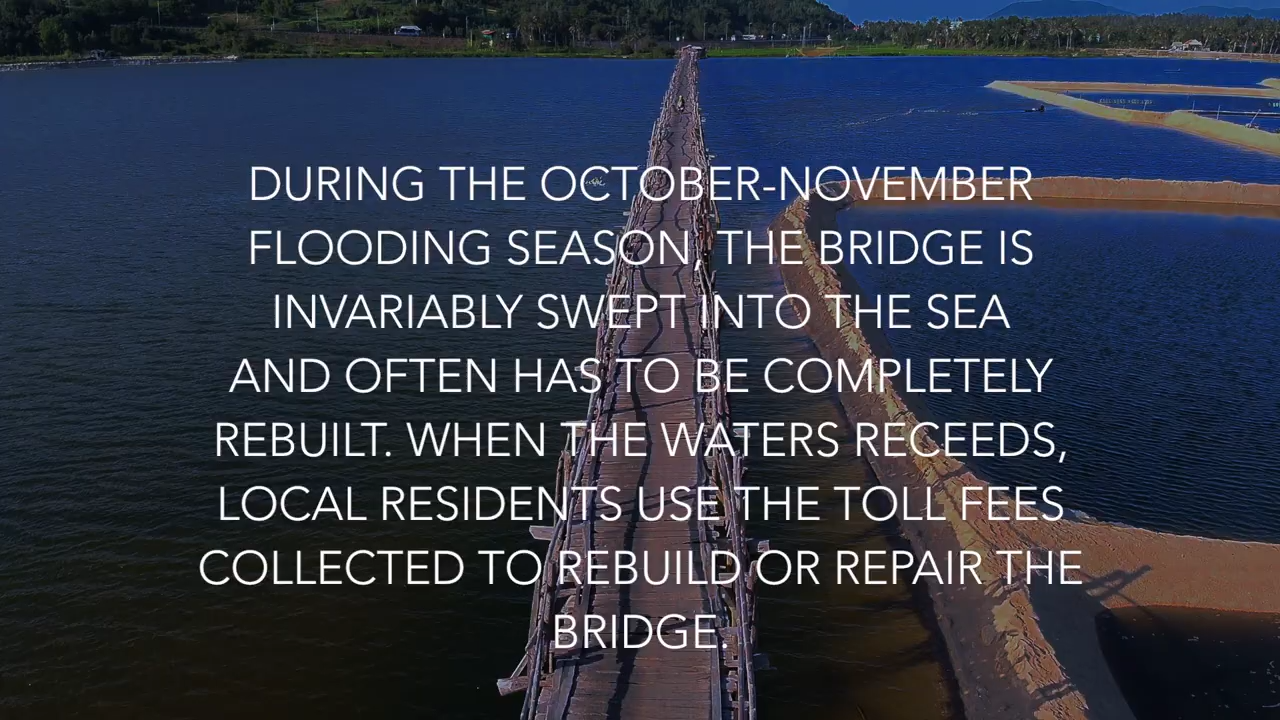 DURING THE OCTOBER-NOVEMBER
FLOODING SEASON, THE BRIDGE IS
INVARIABLY SWEPT INTO THE SEA
AND OFTEN HAS TO BE COMPLETELY
REBUILT. WHEN THE WATERS RECEEDS,
LOCAL RESIDENTS USE THE TOLL FEES
COLLECTED TO REBUILD OR REPAIR THE
BRIDGE.